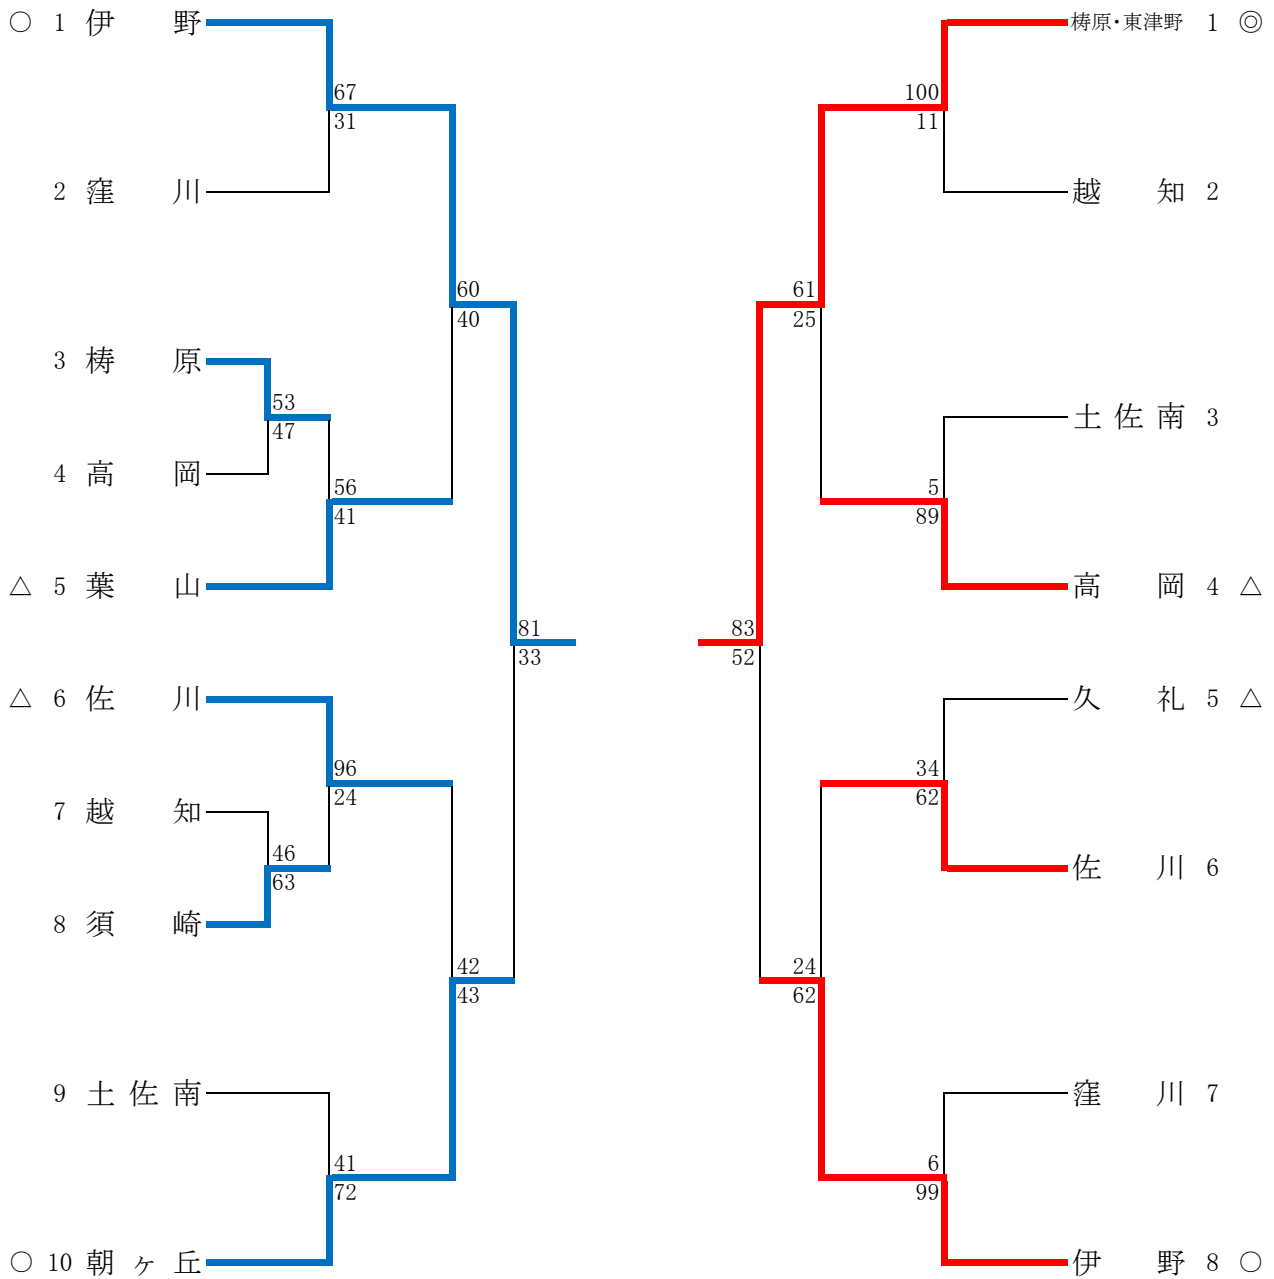 ○ 1 伊野
67
31
2 窪川
60
40
3 梼原
53
47
4 高岡
56
41
△ 5 葉山
81
33
△ 6 佐川
96
24
7 越知
46
63
8 須崎
42
43
9 土佐南
41
72
○ 10 朝ヶ丘
梼原・東津野 1 ◎
100
11
越知 2
61
25
土佐南 3
5
89
高岡 4 △
83
52
久礼 5 △
34
62
佐川 6
24
62
窪川 7
6
99
伊野 8 ○